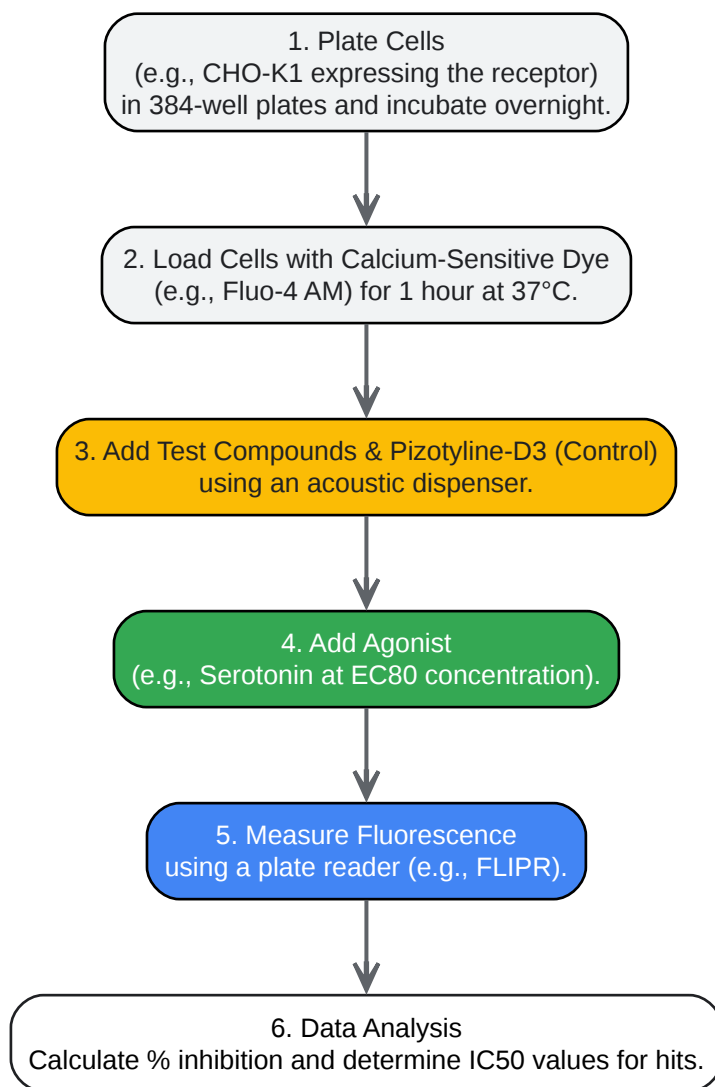 1. Plate Cells
(e.g., CHO-K1 expressing the receptor)
in 384-well plates and incubate overnight.
2. Load Cells with Calcium-Sensitive Dye
(e.g., Fluo-4 AM) for 1 hour at 37°C.
3. Add Test Compounds & Pizotyline-D3 (Control)
using an acoustic dispenser.
4. Add Agonist
(e.g., Serotonin at EC80 concentration).
5. Measure Fluorescence
using a plate reader (e.g., FLIPR).
6. Data Analysis
Calculate % inhibition and determine IC50 values for hits.